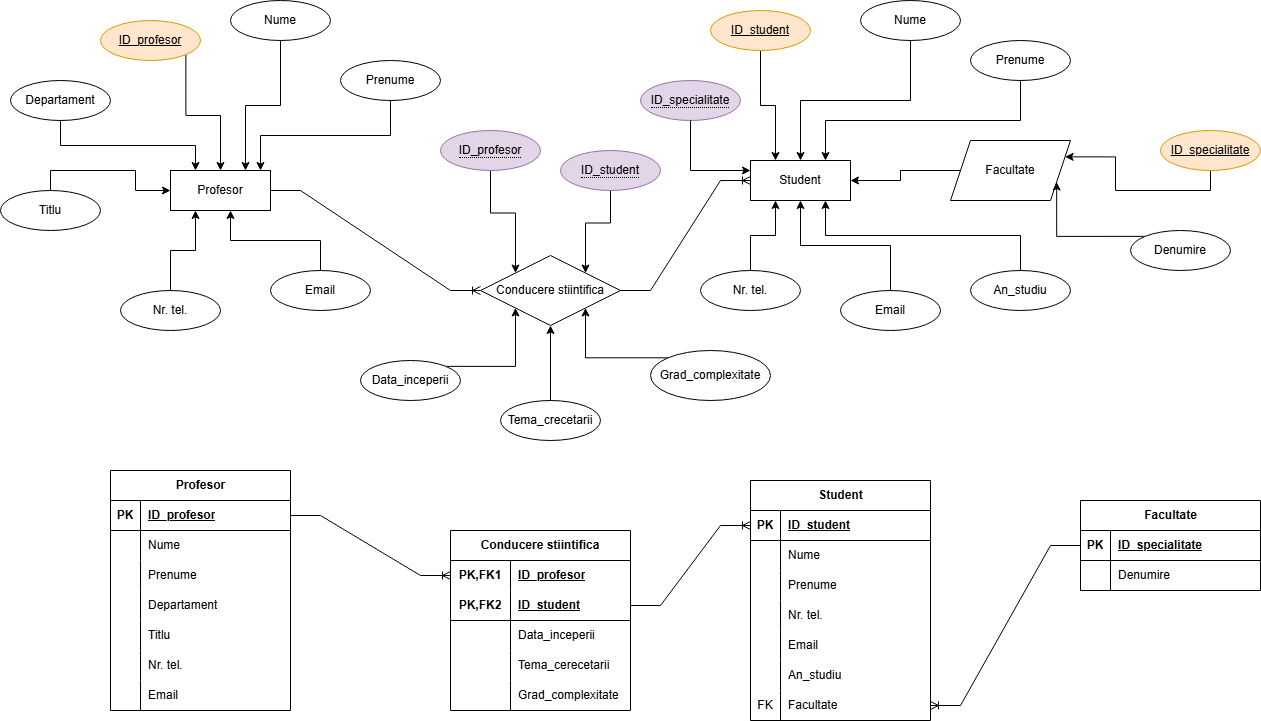 Nume
Nume
ID_profesor
ID_student
Prenume
Prenume
Departament
ID_specialitate
ID_profesor
ID_specialitate
ID_student
Facultate
Profesor
Student
Titlu
Denumire
Nr. tel.
Email
Conducere stiintifica
Nr. tel.
Email
An_studiu
Data_inceperii
Grad_complexitate
Tema_crecetarii
Profesor
PK ID_profesor
Nume
Prenume
Departament
Titlu
Nr. tel.
Email
Conducere stiintifica
PK,FK1 ID_profesor
PK,FK2 ID_student
Data_inceperii
Tema_cerecetarii
Grad_complexitate
Student
PK ID_student
Nume
Prenume
Nr. tel.
Email
An_studiu
FK Facultate
Facultate
PK ID_specialitate
Denumire